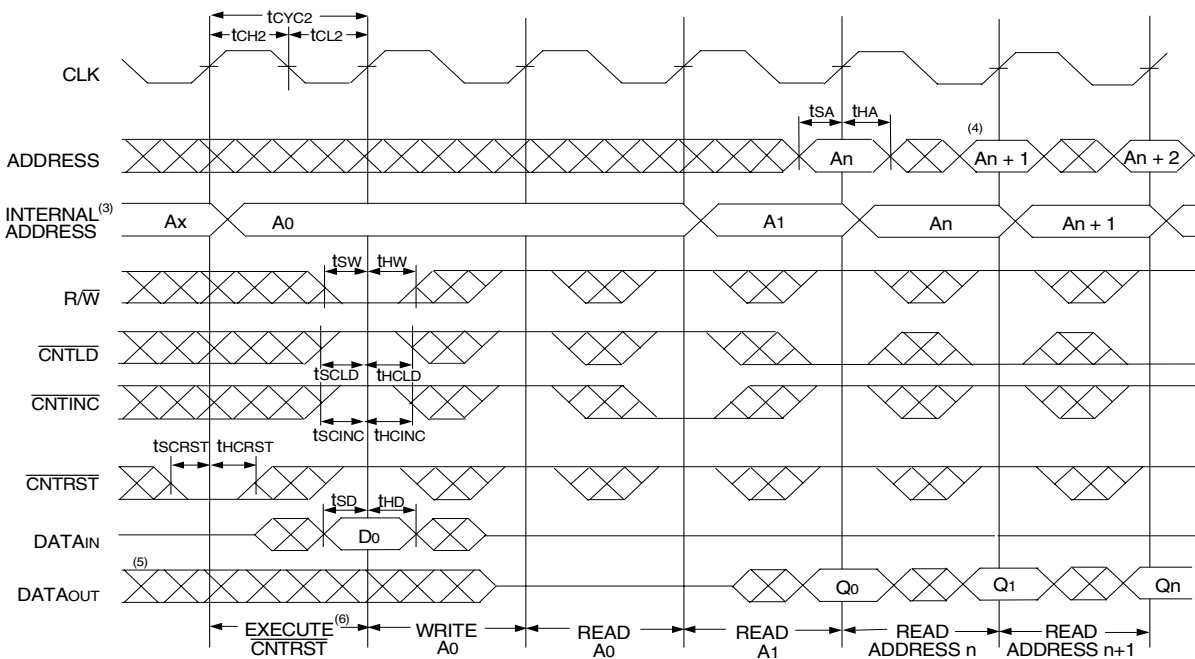 tCYC2
tCH2 tCL2
CLK
tSA tHA
(4)
ADDRESS An An + 1 An + 2
INTERNAL (3)
ADDRESS Ax A0 A1 An An + 1
tSW tHW
R/W
CNTLD
tSCLD tHCLD
CNTINC
tSCINC tHCINC
tSCRST tHCRST
CNTRST
tSD tHD
DATAIN D0
(5)
DATAOUT Q0 Q1 Qn
EXECUTE (6) WRITE READ READ READ READ
CNTRST A0 A0 A1 ADDRESS n ADDRESS n+1